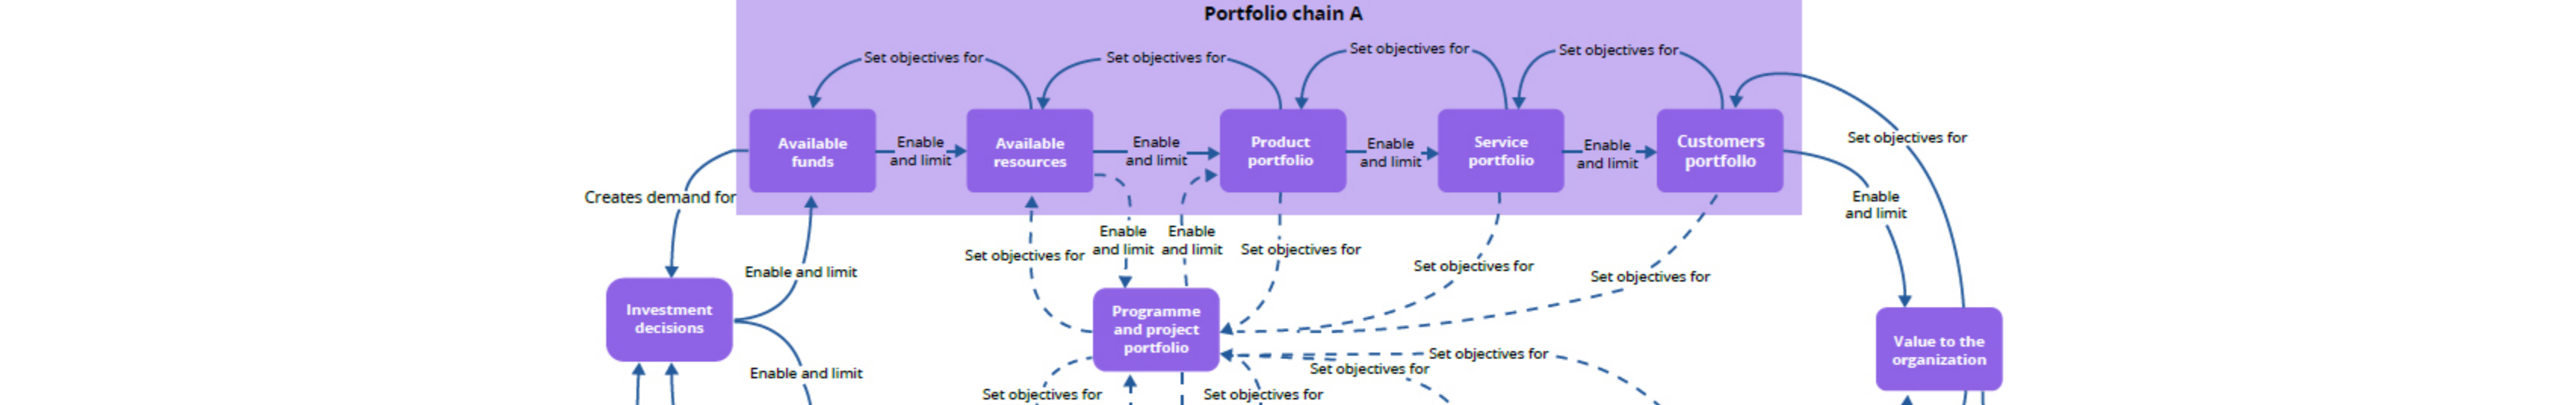 Portfolio chain A
Set objectives for
Set objectives for
Set objectives for
Set objectives for
Available
funds
Enable
and limit
Available
resources
Enable
and limit
Product
portfolio
Enable
and limit
Service
portfolio
Enable
and limit
Customers
portfolio
Set objectives for
Creates demand for
Enable
and limit
Set objectives for
Enable
and limit
Enable
and limit
Set objectives for
Set objectives for
Set objectives for
Enable and limit
Investment
decisions
Programme
and project
portfolio
Value to the
organization
Set objectives for
Set objectives for
Enable and limit
Set objectives for
Set objectives for